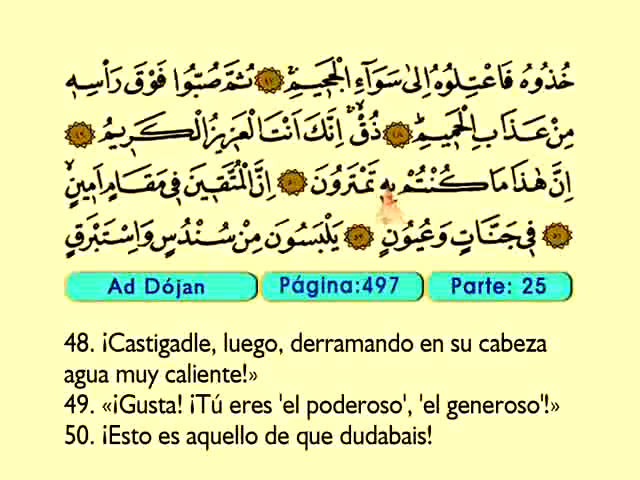 خُذُوهُ فَاعْتِلُوهُ اِلٰى سَوَٓاءِ الْجَحٖيمِۗ ﴿٤٧﴾ ثُمَّ صُبُّوا فَوْقَ رَأْسِهٖ
مِنْ عَذَابِ الْحَمٖيمِۜ ﴿٤٨﴾ ذُقْۙ اِنَّكَ اَنْتَ الْعَزٖيزُ الْكَرٖيمُ ﴿٤٩﴾
اِنَّ هٰذَا مَا كُنْتُمْ بِهٖ تَمْتَرُونَ ﴿٥٠﴾ اِنَّ الْمُتَّقٖينَ فٖى مَقَامٍ اَمٖينٍۙ
﴿٥١﴾ فٖى جَنَّاتٍ وَعُيُونٍ ﴿٥٢﴾ يَلْبَسُونَ مِنْ سُنْدُسٍ وَاِسْتَبْرَقٍ
Ad Dójan Página:497 Parte: 25
48. ¡Castigadle, luego, derramando en su cabeza
agua muy caliente!»
49. «¡Gusta! ¡Tú eres 'el poderoso', 'el generoso'!»
50. ¡Esto es aquello de que dudabais!